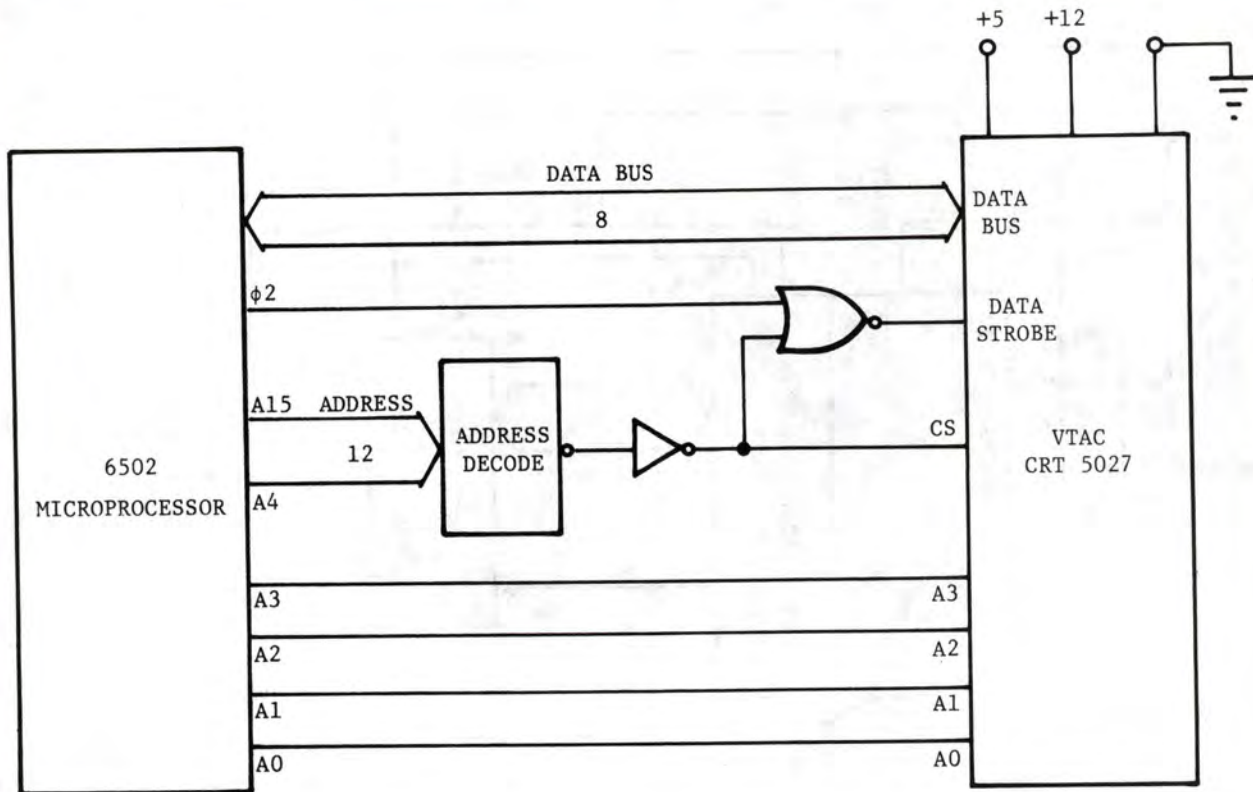 +5 +12
DATA BUS
8
DATA
BUS
φ2
DATA
STROBE
A15 ADDRESS
12
A4
ADDRESS
DECODE
CS
6502
MICROPROCESSOR
VTAC
CRT 5027
A3 A3
A2 A2
A1 A1
A0 A0